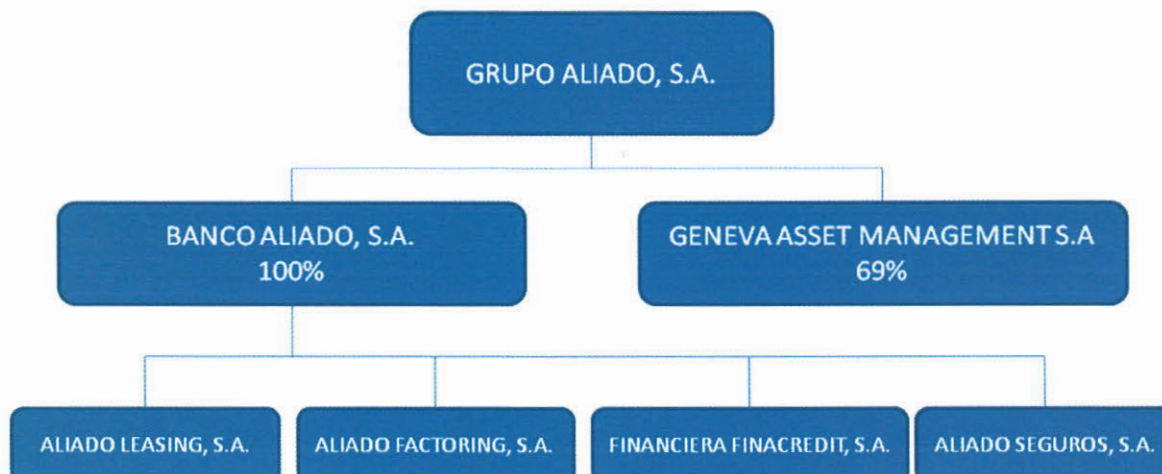 GRUPO ALIADO, S.A.
BANCO ALIADO, S.A.
100%
GENEVA ASSET MANAGEMENT S.A
69%
ALIADO LEASING, S.A.
ALIADO FACTORING, S.A.
FINANCIERA FINACREDIT, S.A.
ALIADO SEGUROS, S.A.